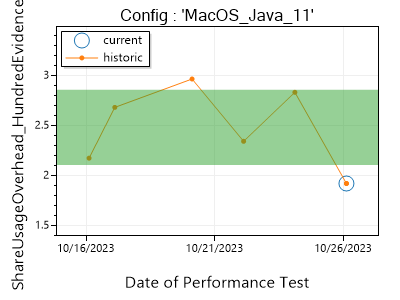 Config : 'MacOS_Java_11'
current
historic
ShareUsageOverhead_HundredEvidence
3
2.5
2
1.5
10/16/2023
10/21/2023
10/26/2023
Date of Performance Test